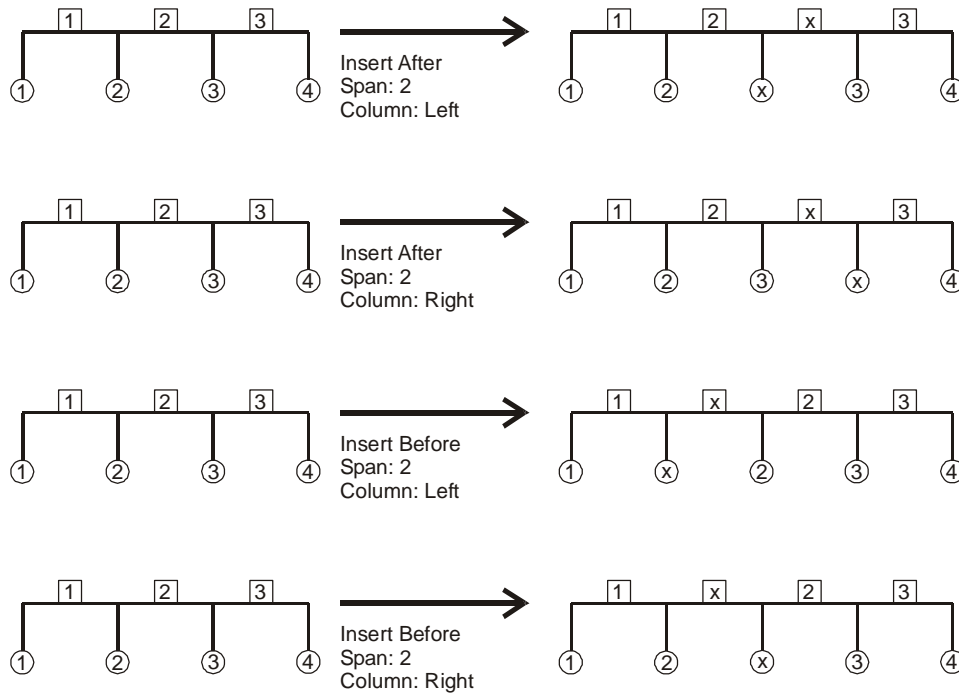 1 2 3
1 2 3 4
Insert After
Span: 2
Column: Left
1 2 x 3
1 2 x 3 4
1 2 3
1 2 3 4
Insert After
Span: 2
Column: Right
1 2 x 3
1 2 3 x 4
1 2 3
1 2 3 4
Insert Before
Span: 2
Column: Left
1 x 2 3
1 x 2 3 4
1 2 3
1 2 3 4
Insert Before
Span: 2
Column: Right
1 x 2 3
1 2 x 3 4